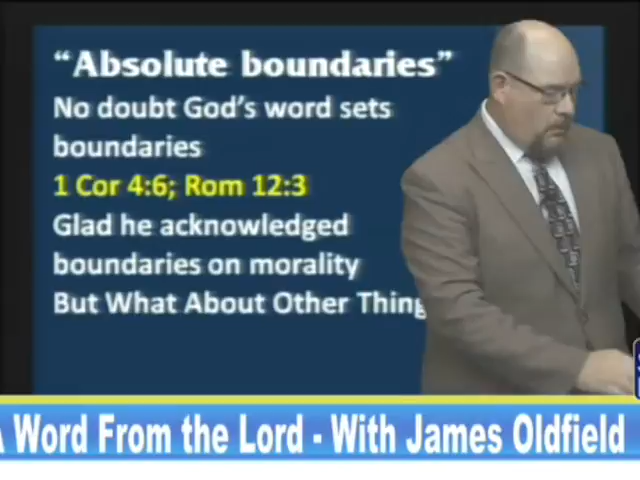 “Absolute boundaries”
No doubt God’s word sets
boundaries
1 Cor 4:6; Rom 12:3
Glad he acknowledged
boundaries on morality
But What About Other Thing
A Word From the Lord - With James Oldfield